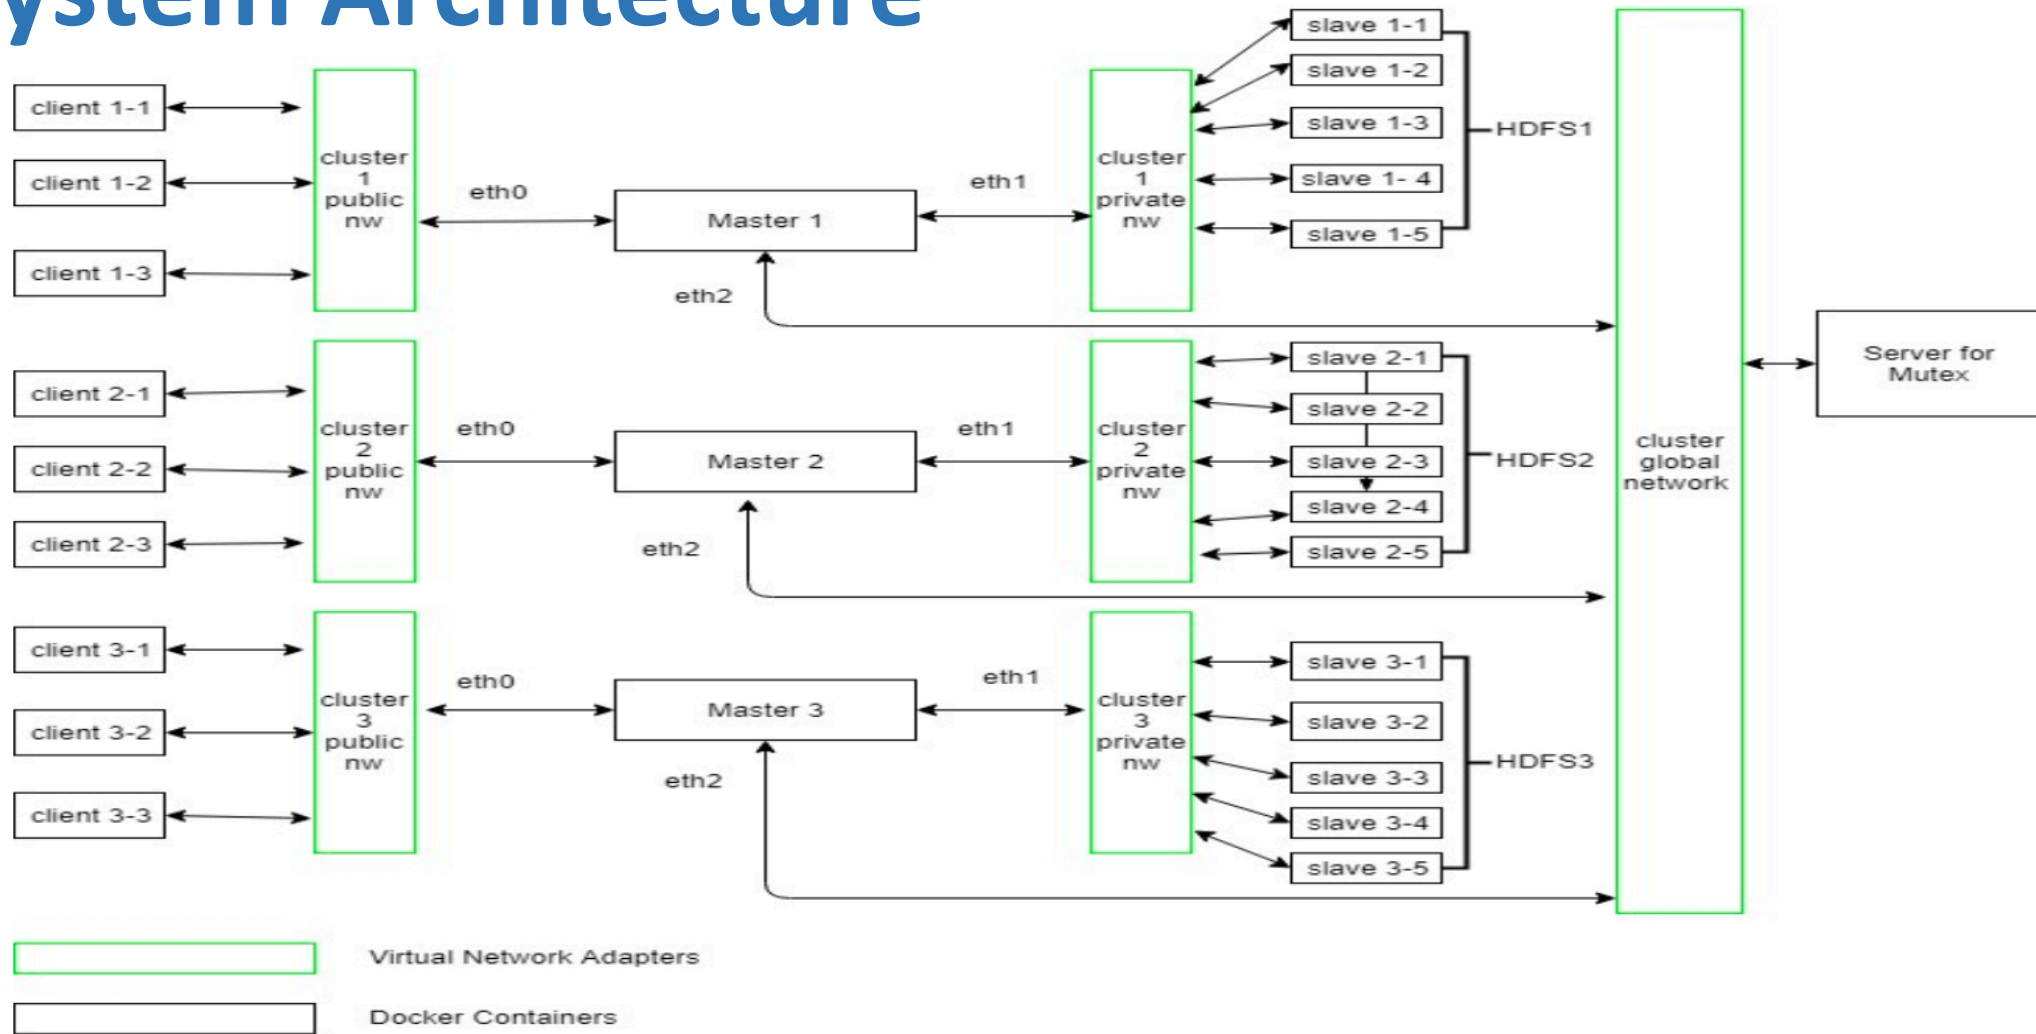 ystem Architecture
client 1-1
client 1-2
client 1-3
cluster
1
public
nw
eth0
Master 1
eth1
eth2
cluster
1
private
nw
slave 1-1
slave 1-2
slave 1-3
slave 1- 4
slave 1-5
HDFS1
client 2-1
client 2-2
client 2-3
cluster
2
public
nw
eth0
Master 2
eth1
eth2
cluster
2
private
nw
slave 2-1
slave 2-2
slave 2-3
slave 2-4
slave 2-5
HDFS2
client 3-1
client 3-2
client 3-3
cluster
3
public
nw
eth0
Master 3
eth1
eth2
cluster
3
private
nw
slave 3-1
slave 3-2
slave 3-3
slave 3-4
slave 3-5
HDFS3
cluster
global
network
Server for
Mutex
Virtual Network Adapters
Docker Containers